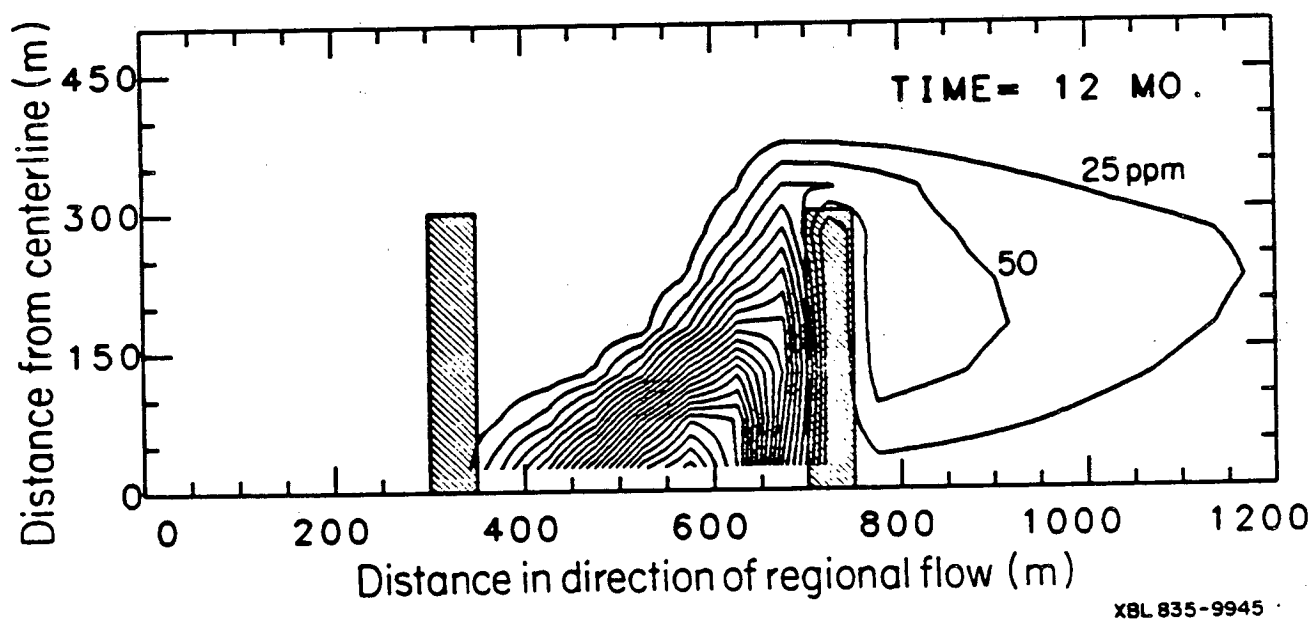 Distance from centerline (m)
450
300
150
0
TIME= 12 MO.
25 ppm
50
0 200 400 600 800 1000 1200
Distance in direction of regional flow (m)
XBL 835-9945